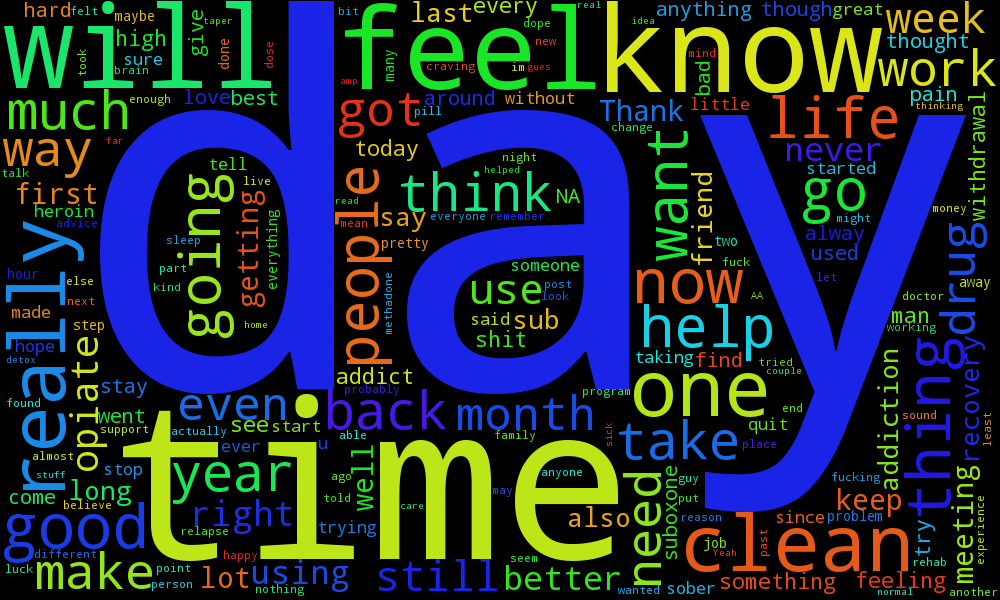 hard felt maybe taper give every dope real bit last new idea anything though great week
will high sure brain took done dose feel many craving im gues amp know mind bad thought work
much enough love best got pill around without Thank little change life pain thinking
way far talk today night helped think NA want never started withdrawal
first heroin advice tell live going getting everything sleep part kind home
day
people read mean say everyone remember pretty methadone someone use post look said sub shit
friend two fuck AA go might alway used let money drug away doctor man working
really hour else made next step hope detox opiate stay
now help taking find tried couple one end quit place
addict probably back month program take
found went support almost stuff come long believe stop
even actually see start ever u year right time
able well ago told trying family anyone may care sick also
need suboxone guy put reason since problem fucking keep addiction thing recovery sound least
good different luck make point person relapse happy lot nothing using still seem better
wanted sober job Yeah past clean something feeling try rehab normal meeting experience another